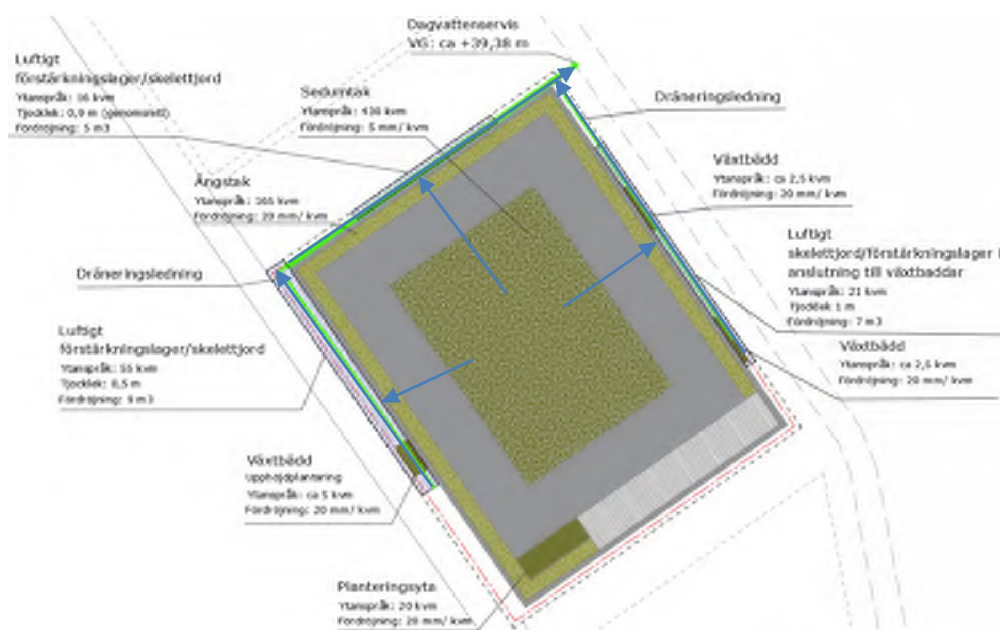 Dagvattenservis
VG: ca +39,38 m
Luftigt
förstärkningslager/skelettjord
Ytanspråk: 16 kvm
Tjocklek: 0,9 m (genomsnitt)
Fördröjning: 5 m3
Sedumtak
Ytanspråk: 430 kvm
Fördröjning: 5 mm/ kvm
Dräneringsledning
Växtbädd
Ytanspråk: ca 2,5 kvm
Fördröjning: 20 mm/ kvm
Ängstak
Ytanspråk: kvm
Fördröjning: 20 mm/ kvm
Luftigt
skelettjord/förstärkningslager i
anslutning till växtbäddar
Ytanspråk: 21 kvm
Tjocklek 1 m
Fördröjning: 7 m3
Dräneringsledning
Luftigt
förstärkningslager/skelettjord
Ytanspråk: 55 kvm
Tjocklek: 0,5 m
Fördröjning: 9 m3
Växtbädd
Ytanspråk: ca 2,5 kvm
Fördröjning: 20 mm/ kvm
Växtbädd
Upphöjdplantering
Ytanspråk: ca 5 kvm
Fördröjning: 20 mm/ kvm
Planteringsyta
Ytanspråk: 20 kvm
Fördröjning: 20 mm/ kvm